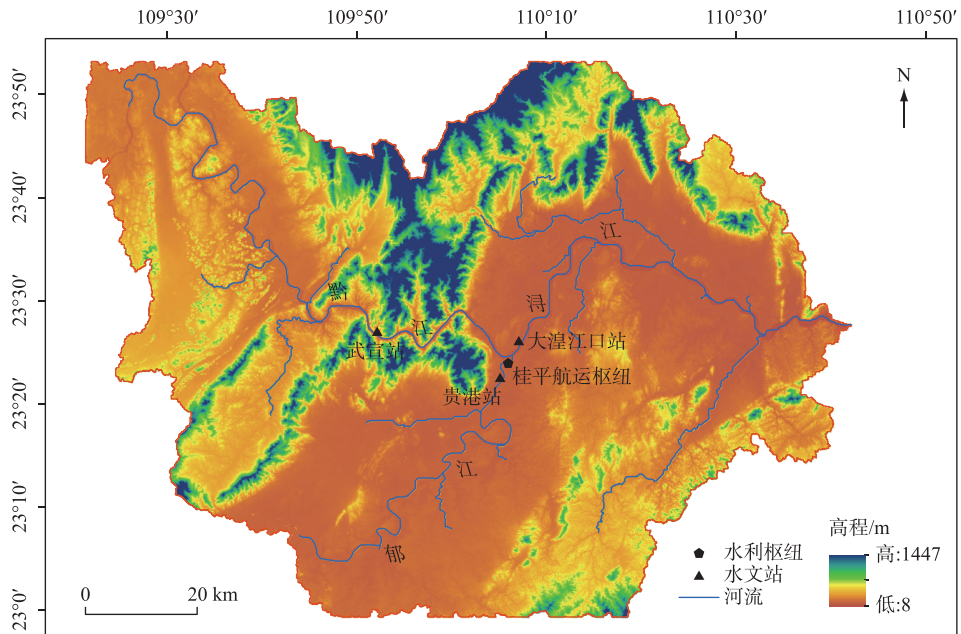 109°30′ 109°50′ 110°10′ 110°30′ 110°50′
23°50′
23°40′
23°30′
23°20′
23°10′
23°0′
N
江
浔
黔
江
武宣站
大湟江口站
桂平航运枢纽
贵港站
江
郁
0 20 km
水利枢纽
水文站
河流
高程/m
高:1447
低:8